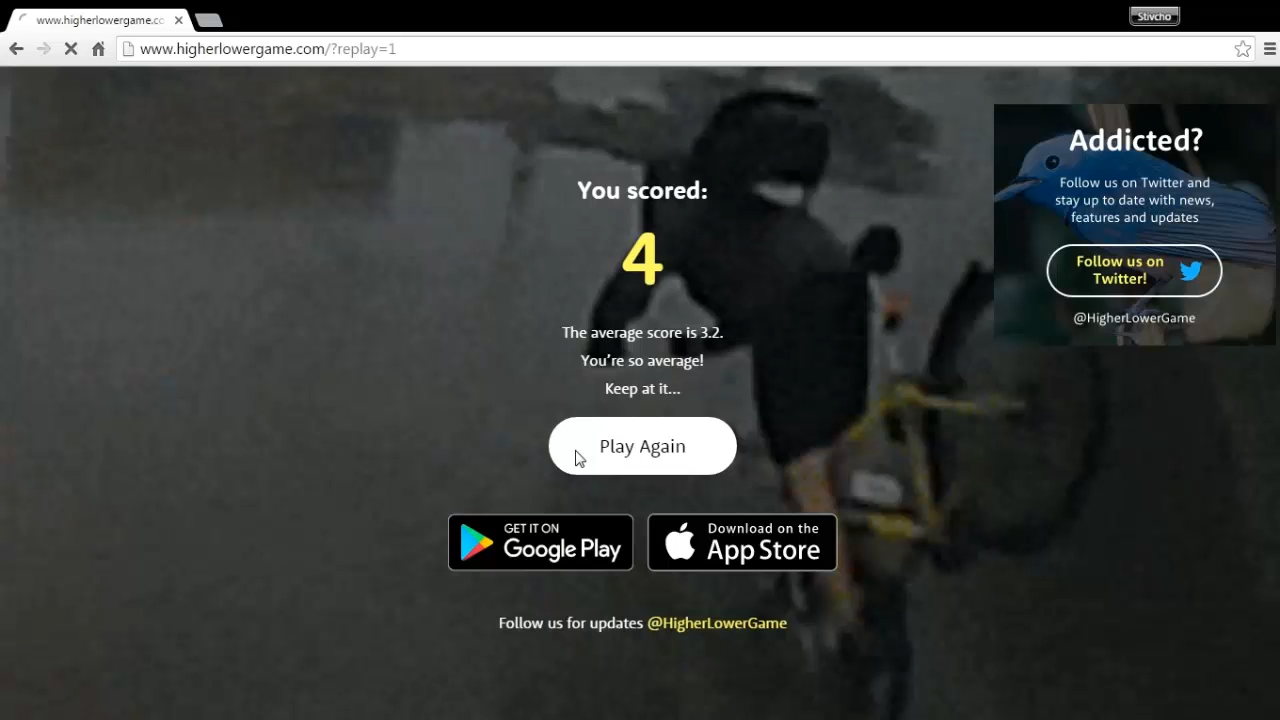 www.higherlowergame.co
Stivcho
www.higherlowergame.com/?replay=1
You scored:
4
The average score is 3.2.
You're so average!
Keep at it...
Play Again
GET IT ON
Google Play
Download on the
App Store
Follow us for updates @HigherLowerGame
Addicted?
Follow us on Twitter and
stay up to date with news,
features and updates
Follow us on
Twitter!
@HigherLowerGame